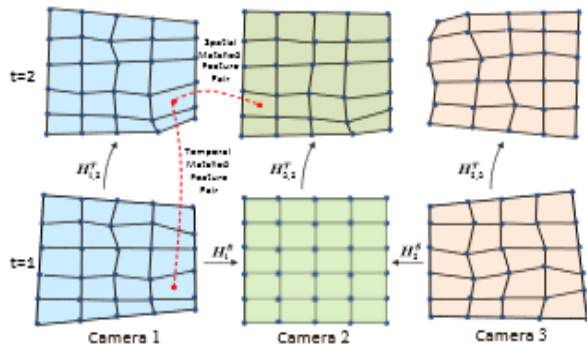 t=2
Spatial
Matched
Feature
Pair
Temporal
Matched
Feature
Pair
t=1
Camera 1
Camera 2
Camera 3